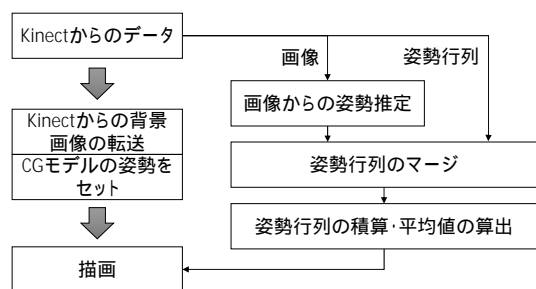 Kinectからのデータ
画像
姿勢行列
画像からの姿勢推定
Kinectからの背景
画像の転送
CGモデルの姿勢を
セット
姿勢行列のマージ
姿勢行列の積算・平均値の算出
描画